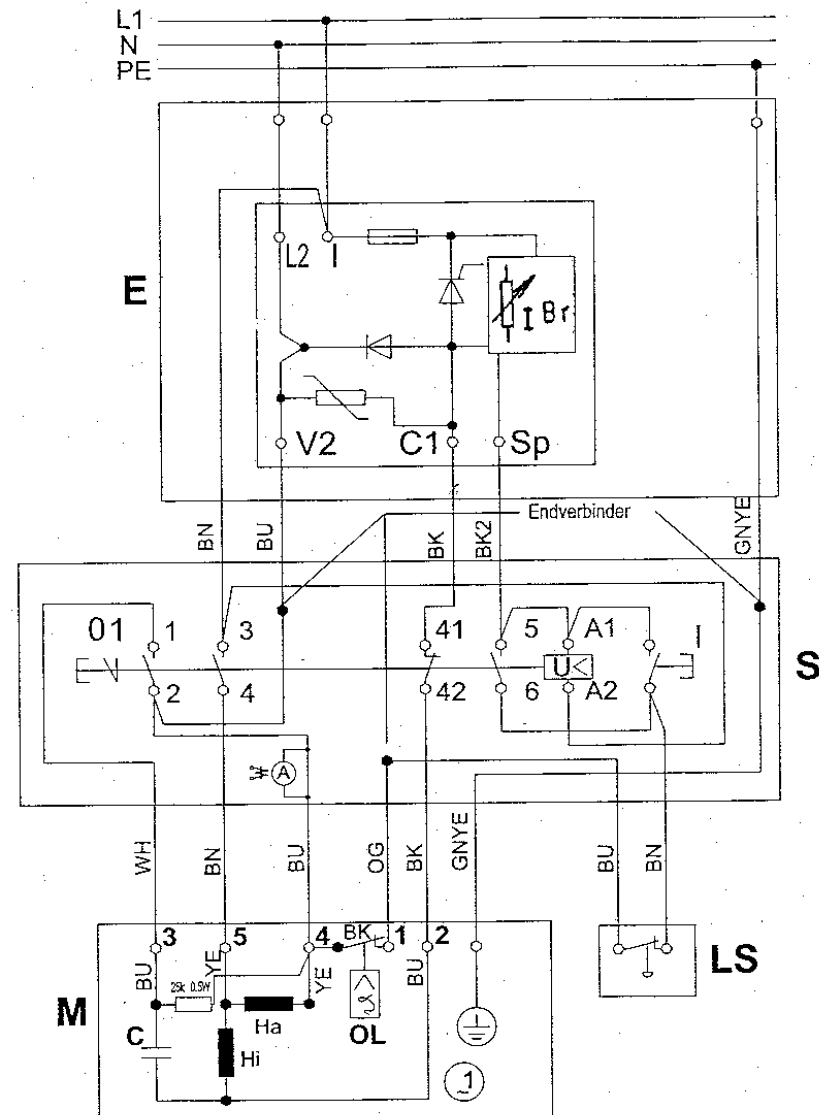 L1
N
PE
E
L2 I
I Br
V2 C1 Sp
BN BU BK BK2 Endverbinder GNYE
01 1 3 41 5 A1 I
U<
S
2 4 42 6 A2
A
WH BN BU OG BK GNYE BU BN
3 5 4 BK 1 2
BU YE YE BU
25k 0.5W
M
Ha
OL
LS
C
Hi
1